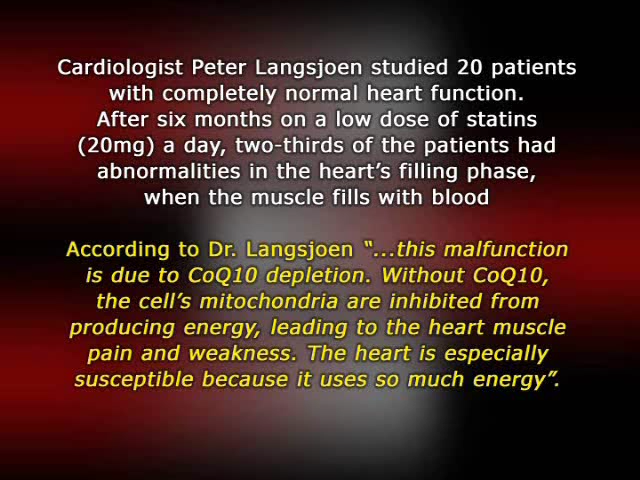 Cardiologist Peter Langsjoen studied 20 patients
with completely normal heart function.
After six months on a low dose of statins
(20mg) a day, two-thirds of the patients had
abnormalities in the heart's filling phase,
when the muscle fills with blood
According to Dr. Langsjoen “...this malfunction
is due to CoQ10 depletion. Without CoQ10,
the cell's mitochondria are inhibited from
producing energy, leading to the heart muscle
pain and weakness. The heart is especially
susceptible because it uses so much energy”.